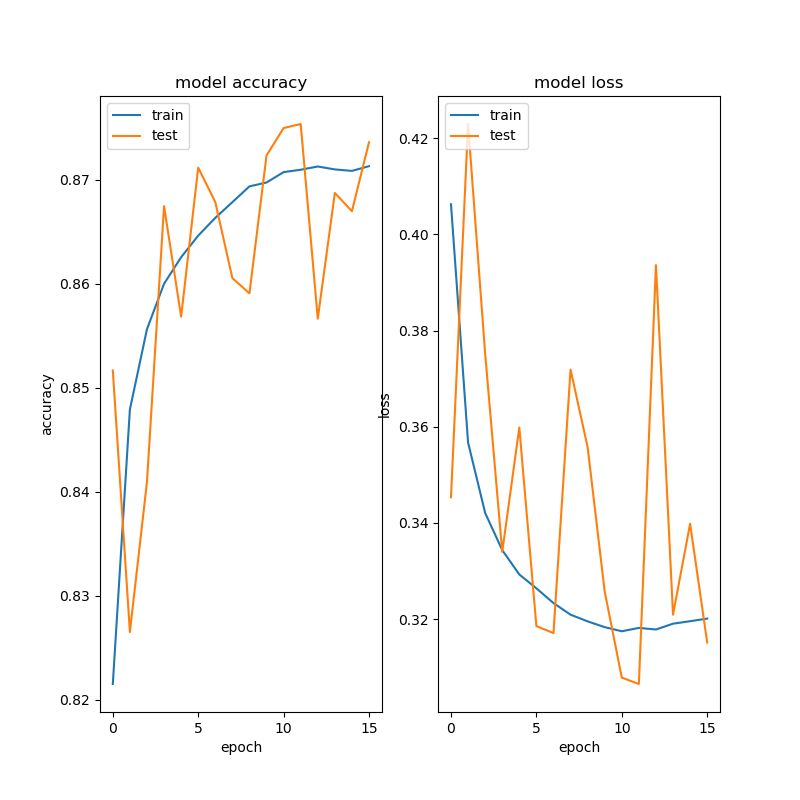 model accuracy
train
test
0.87
0.86
0.85
0.84
0.83
0.82
accuracy
0
5
10
15
epoch
model loss
train
test
0.42
0.40
0.38
0.36
0.34
0.32
loss
0
5
10
15
epoch